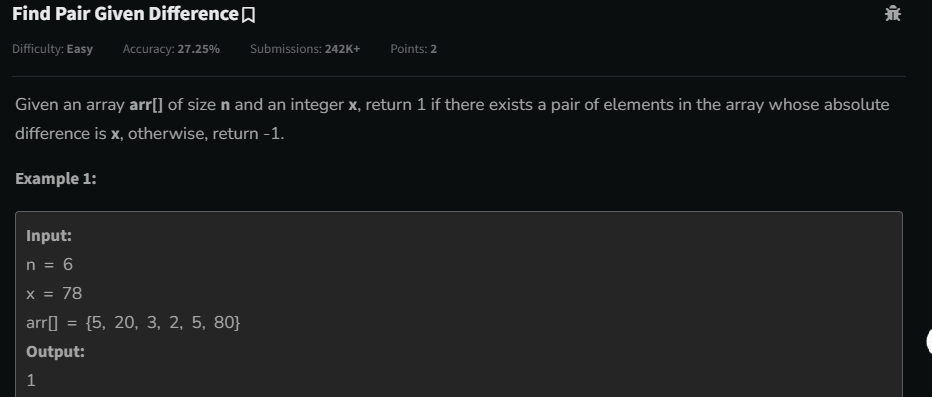 Find Pair Given Difference
Difficulty: Easy Accuracy: 27.25% Submissions: 242K+ Points: 2
Given an array arr[] of size n and an integer x, return 1 if there exists a pair of elements in the array whose absolute
difference is x, otherwise, return -1.
Example 1:
Input:
n = 6
x = 78
arr[] = {5, 20, 3, 2, 5, 80}
Output:
1